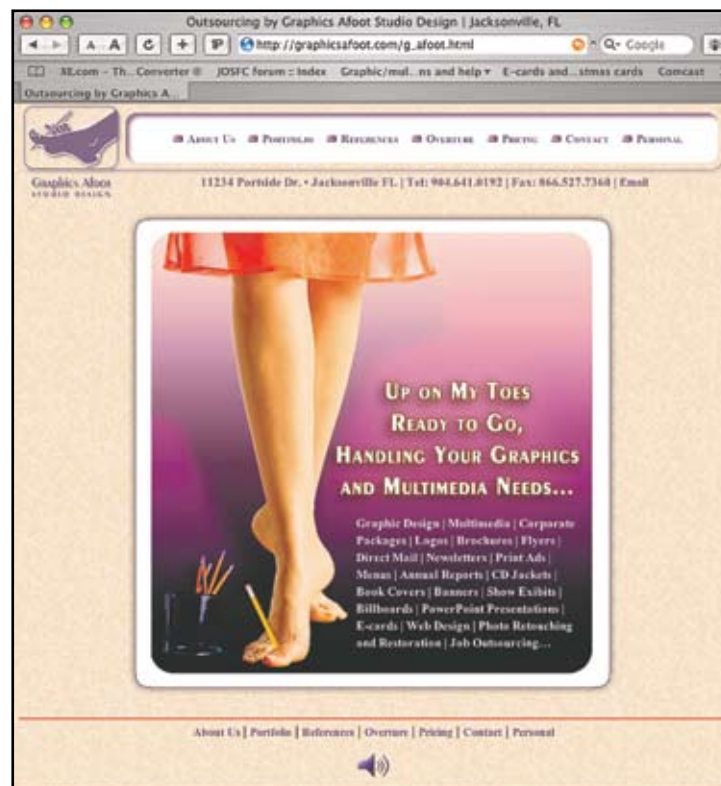 Outsourcing by Graphics Afoot Studio Design | Jacksonville, FL
A A C + http://graphicsafoot.com/g_afoot.html Q- Google
XE.com – Th...Converter ® JOSFC forum :: Index Graphic/mul...ns and help E-cards and...stmas cards Comcast
Outsourcing by Graphics A...
About Us Portfolio References Overture Pricing Contact Personal
Graphics Afoot
STUDIO DESIGN
11234 Portside Dr. • Jacksonville FL | Tel: 904.641.0192 | Fax: 866.527.7360 | Email
Up on My Toes
Ready to Go,
Handling Your Graphics
and Multimedia Needs...
Graphic Design | Multimedia | Corporate
Packages | Logos | Brochures | Flyers |
Direct Mail | Newsletters | Print Ads |
Menus | Annual Reports | CD Jackets |
Book Covers | Banners | Show Exibits |
Billboards | PowerPoint Presentations |
E-cards | Web Design | Photo Retouching
and Restoration | Job Outsourcing...
About Us | Portfolio | References | Overture | Pricing | Contact | Personal